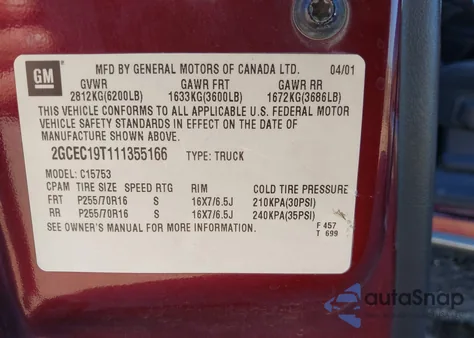 GM
MFD BY GENERAL MOTORS OF CANADA LTD. 04/01
GVWR GAWR FRT GAWR RR
2812KG(6200LB) 1633KG(3600LB) 1672KG(3686LB)
THIS VEHICLE CONFORMS TO ALL APPLICABLE U.S. FEDERAL MOTOR
VEHICLE SAFETY STANDARDS IN EFFECT ON THE DATE OF
MANUFACTURE SHOWN ABOVE.
2GCEC19T111355166 TYPE: TRUCK
MODEL: C15753
CPAM TIRE SIZE SPEED RTG RIM COLD TIRE PRESSURE
FRT P255/70R16 S 16X7/6.5J 210KPA(30PSI)
RR P255/70R16 S 16X7/6.5J 240KPA(35PSI)
SEE OWNER'S MANUAL FOR MORE INFORMATION.
F 457
T 699
autaSnap